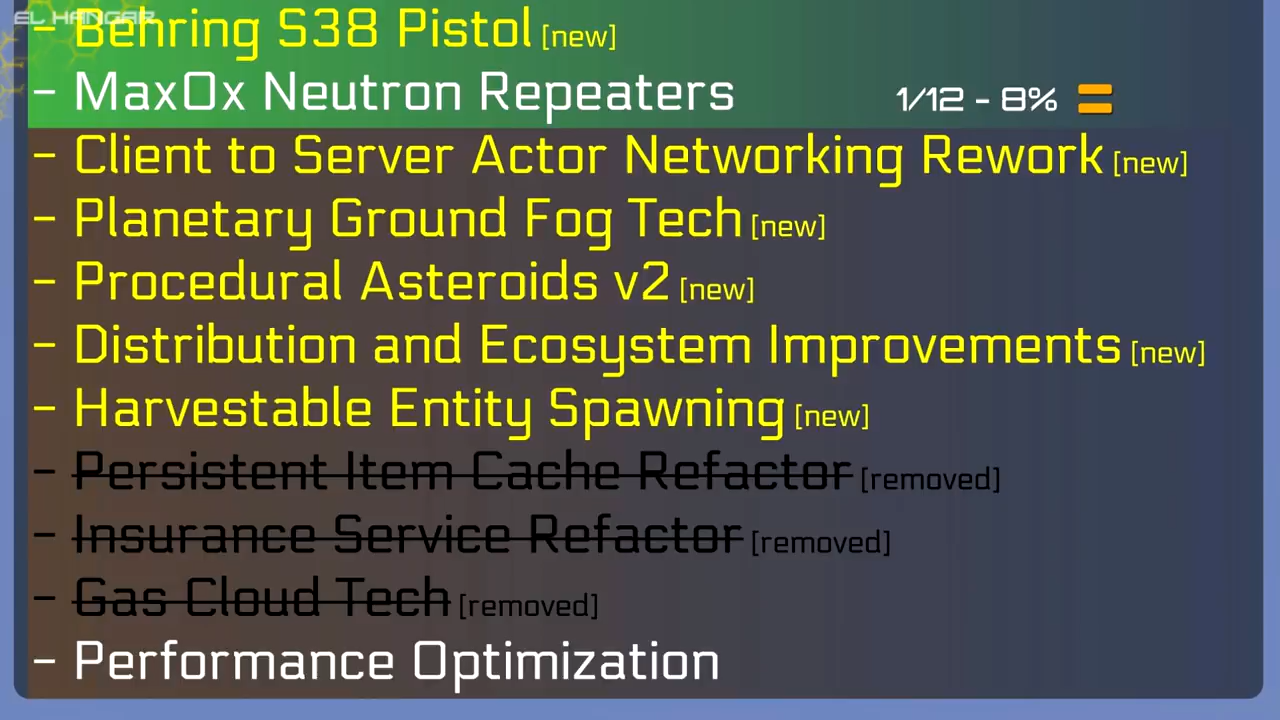 EL HANGAR
- Behring S38 Pistol [new]
- MaxOx Neutron Repeaters 1/12 - 8%
- Client to Server Actor Networking Rework [new]
- Planetary Ground Fog Tech [new]
- Procedural Asteroids v2 [new]
- Distribution and Ecosystem Improvements [new]
- Harvestable Entity Spawning [new]
- Persistent Item Cache Refactor [removed]
- Insurance Service Refactor [removed]
- Gas Cloud Tech [removed]
- Performance Optimization